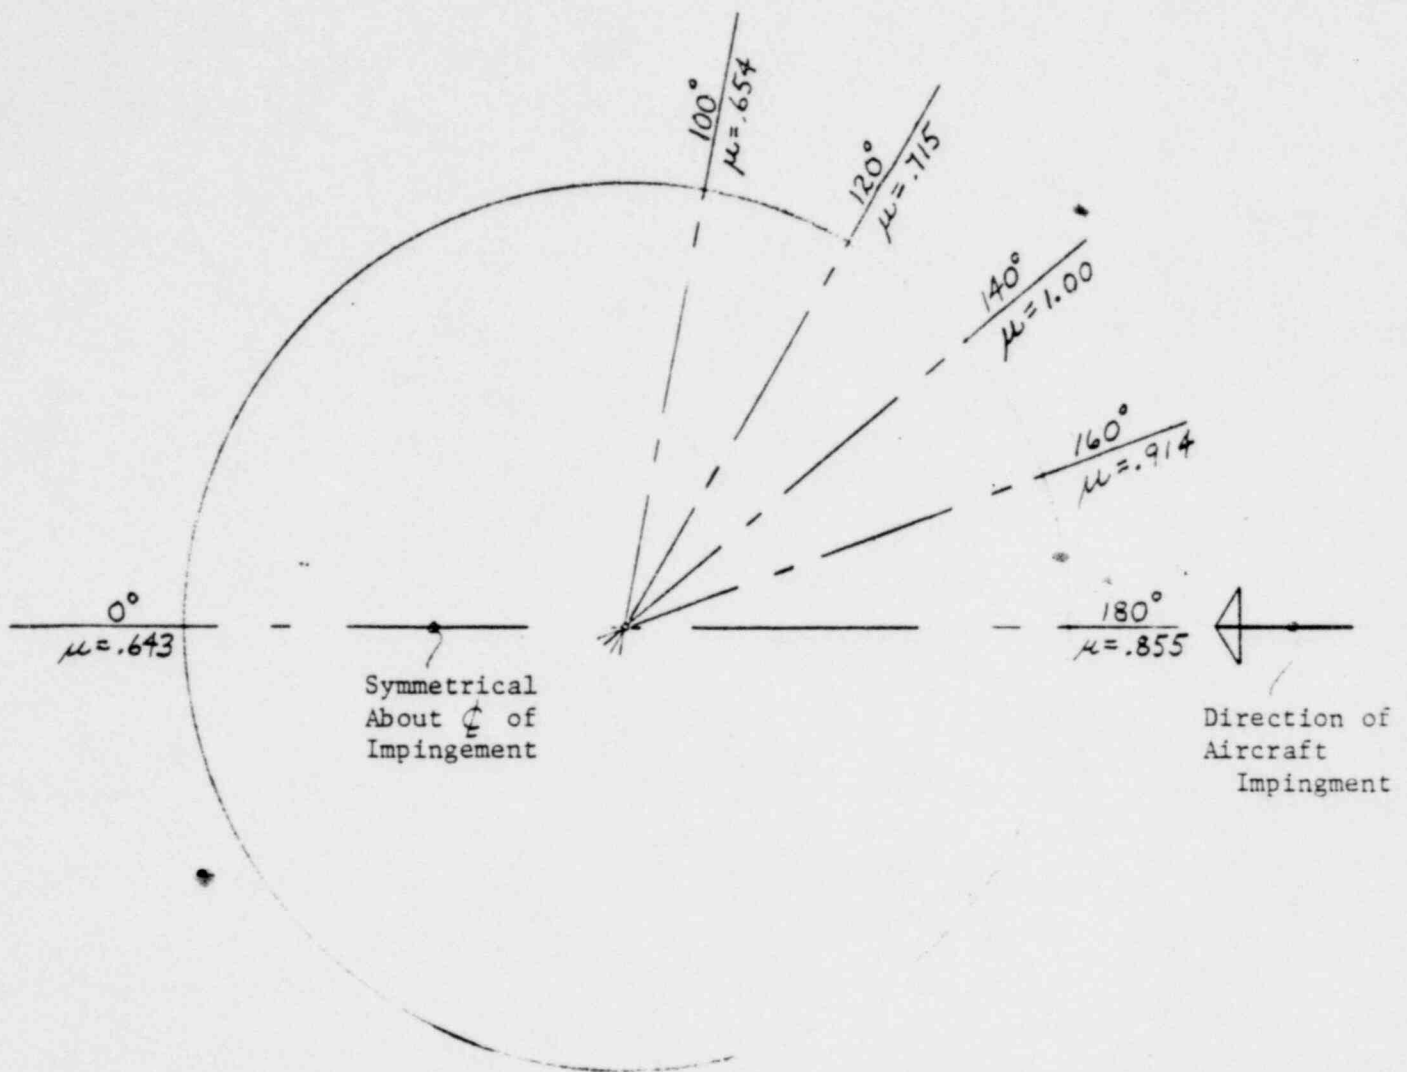 100°
μ=.654
120°
μ=.715
140°
μ=1.00
160°
μ=.914
0°
μ=.643
180°
μ=.855
Symmetrical
About ℄ of
Impingement
Direction of
Aircraft
Impingment